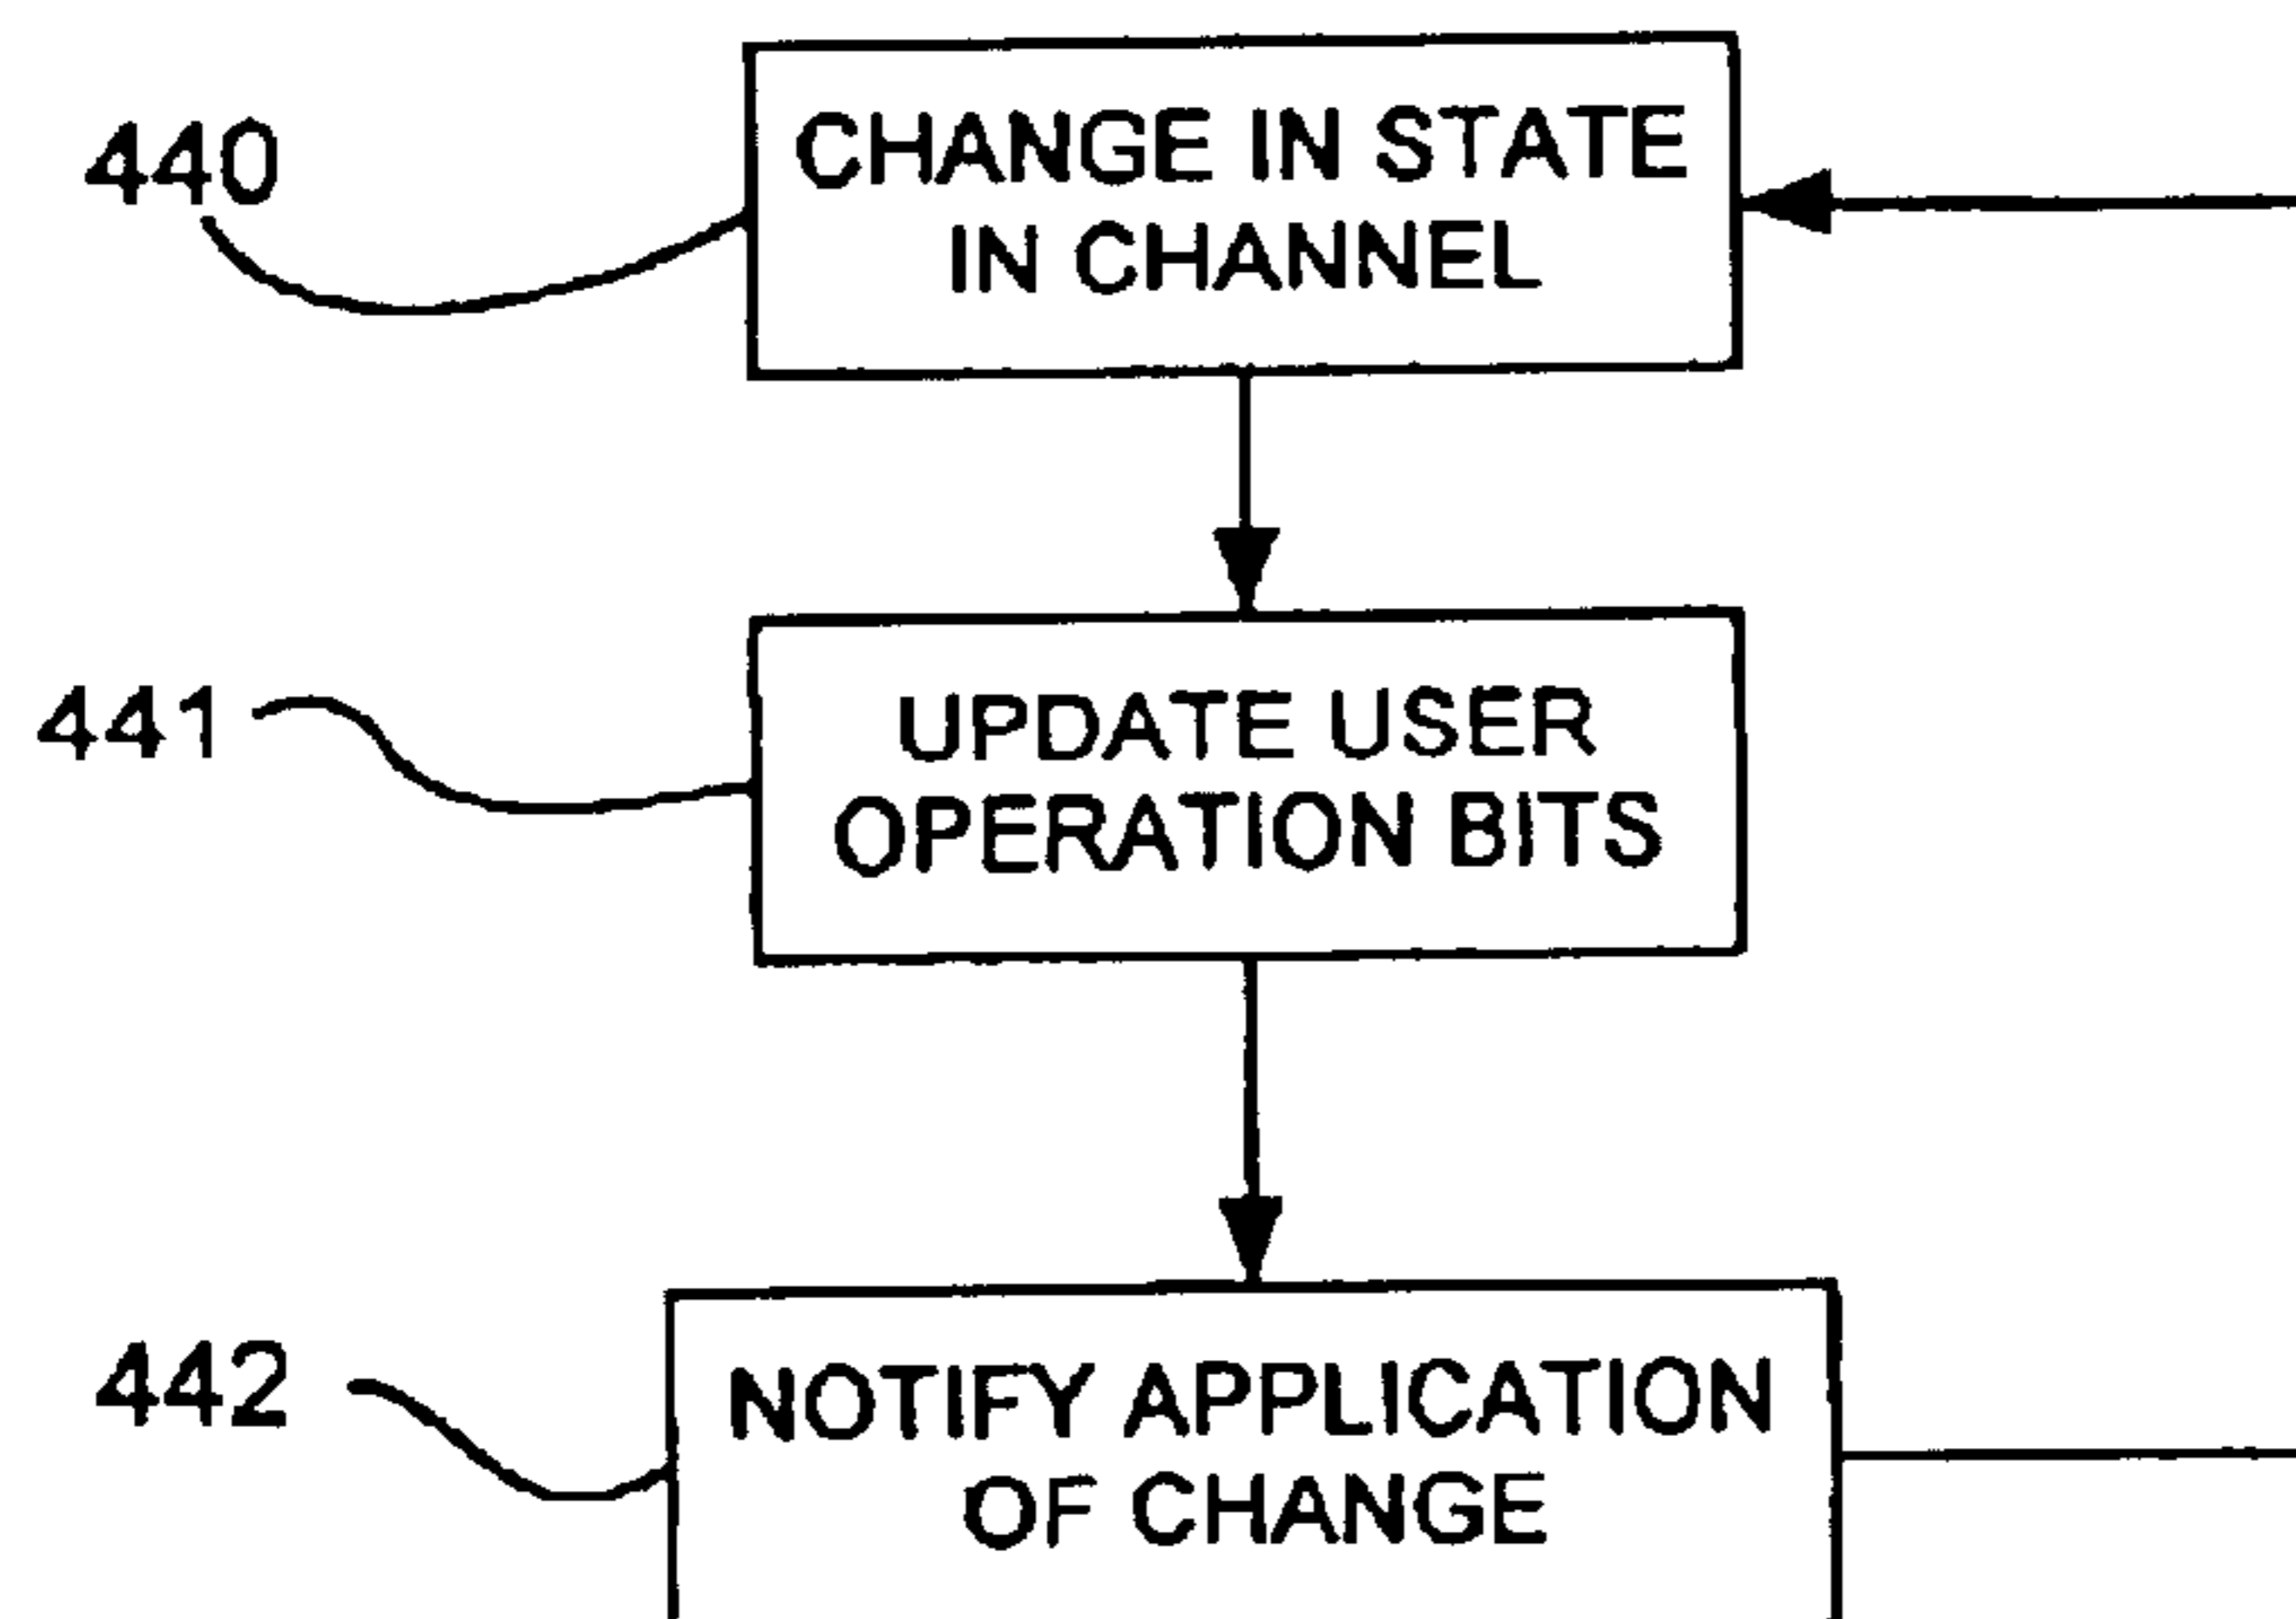 440
CHANGE IN STATE
IN CHANNEL
441
UPDATE USER
OPERATION BITS
442
NOTIFY APPLICATION
OF CHANGE